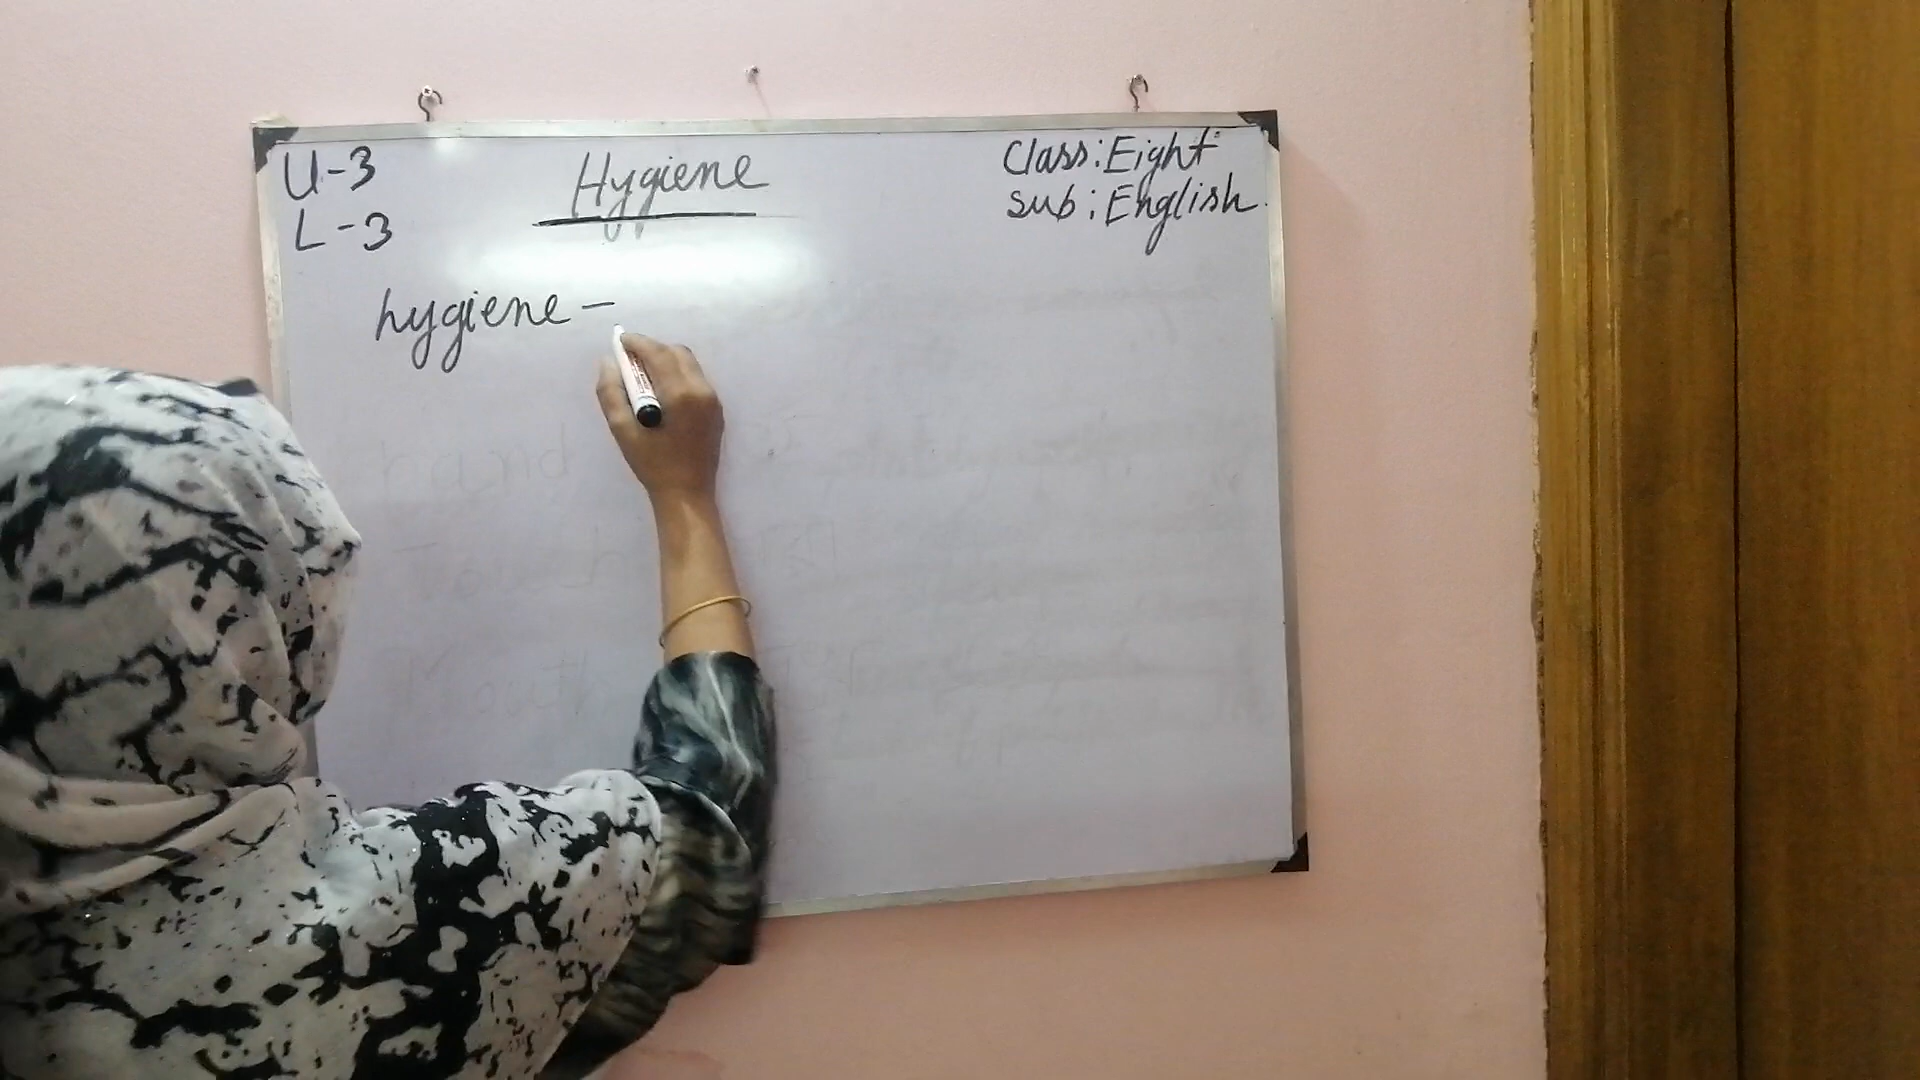 U-3
L-3
Hygiene
Class: Eight
Sub: English.
hygiene –